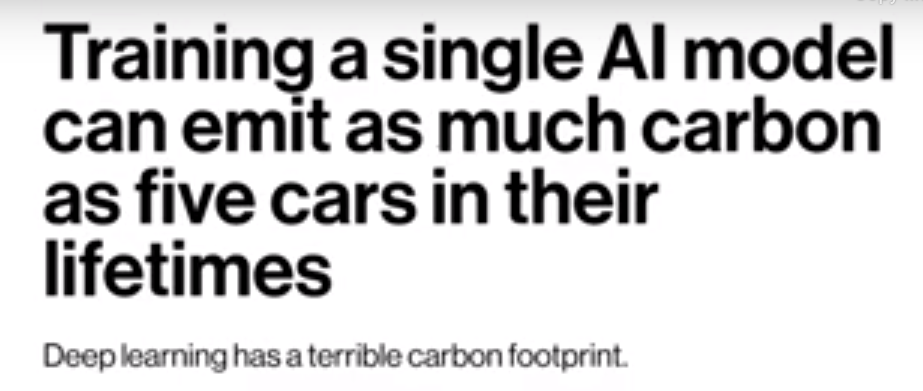 Training a single AI model
can emit as much carbon
as five cars in their
lifetimes
Deep learning has a terrible carbon footprint.